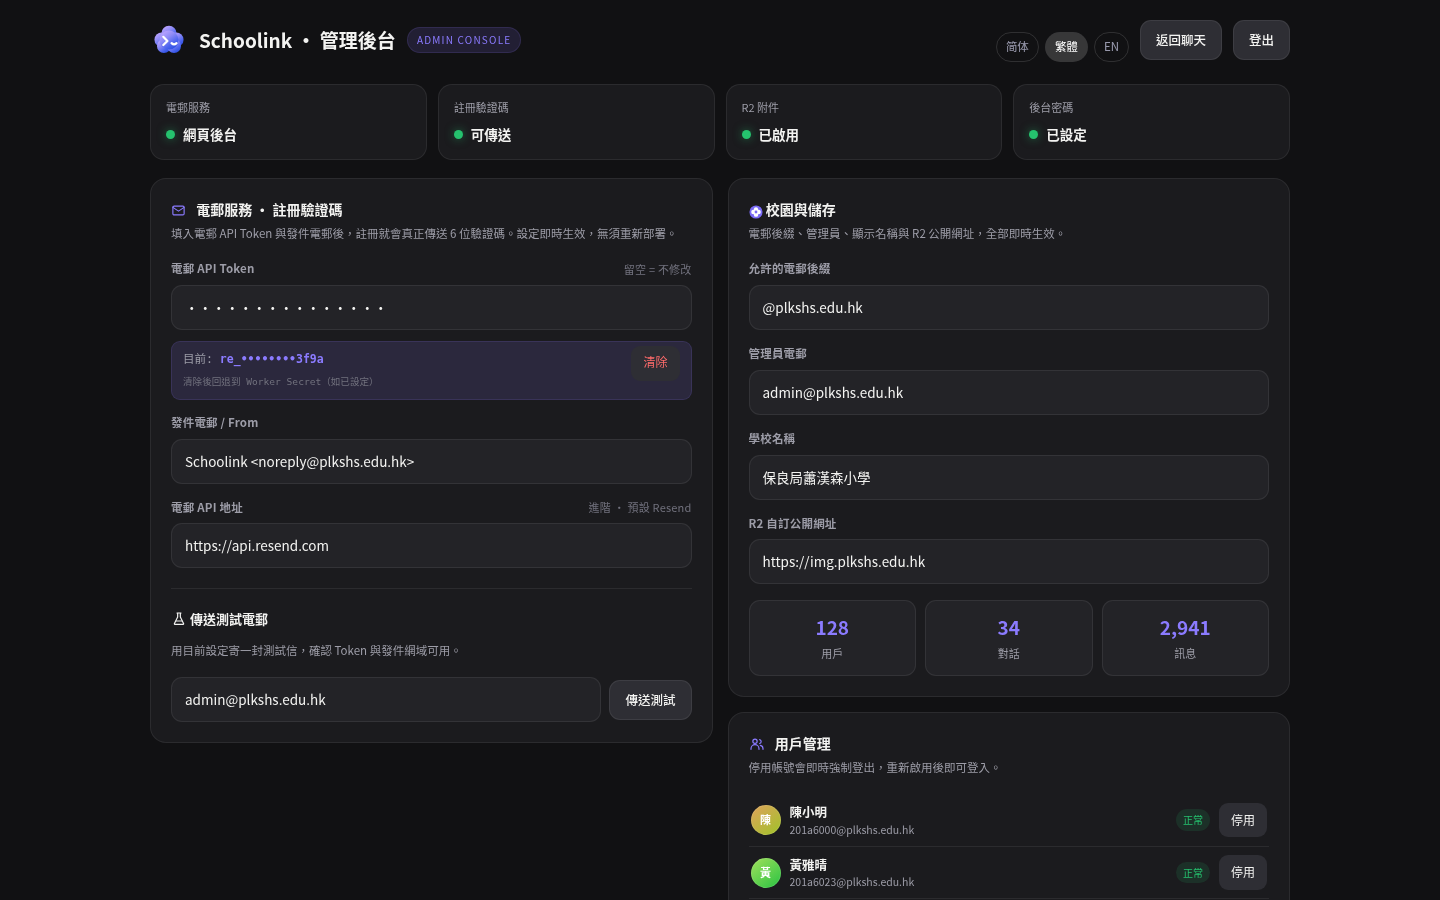 Schoolink · 管理後台
ADMIN CONSOLE
简体
繁體
EN
返回聊天
登出
電郵服務
網頁後台
註冊驗證碼
可傳送
R2 附件
已啟用
後台密碼
已設定
電郵服務 · 註冊驗證碼
填入電郵 API Token 與發件電郵後，註冊就會真正傳送 6 位驗證碼。設定即時生效，無須重新部署。
電郵 API Token
留空 = 不修改
• • • • • • • • • • • • • • •
目前: re_••••••••3f9a
清除後回退到 Worker Secret（如已設定）
清除
發件電郵 / From
Schoolink <noreply@plkshs.edu.hk>
電郵 API 地址
進階 · 預設 Resend
https://api.resend.com
傳送測試電郵
用目前設定寄一封測試信，確認 Token 與發件網域可用。
admin@plkshs.edu.hk
傳送測試
校園與儲存
電郵後綴、管理員、顯示名稱與 R2 公開網址，全部即時生效。
允許的電郵後綴
@plkshs.edu.hk
管理員電郵
admin@plkshs.edu.hk
學校名稱
保良局蕭漢森小學
R2 自訂公開網址
https://img.plkshs.edu.hk
128
用戶
34
對話
2,941
訊息
用戶管理
停用帳號會即時強制登出，重新啟用後即可登入。
陳
陳小明
201a6000@plkshs.edu.hk
正常
停用
黃
黃雅晴
201a6023@plkshs.edu.hk
正常
停用